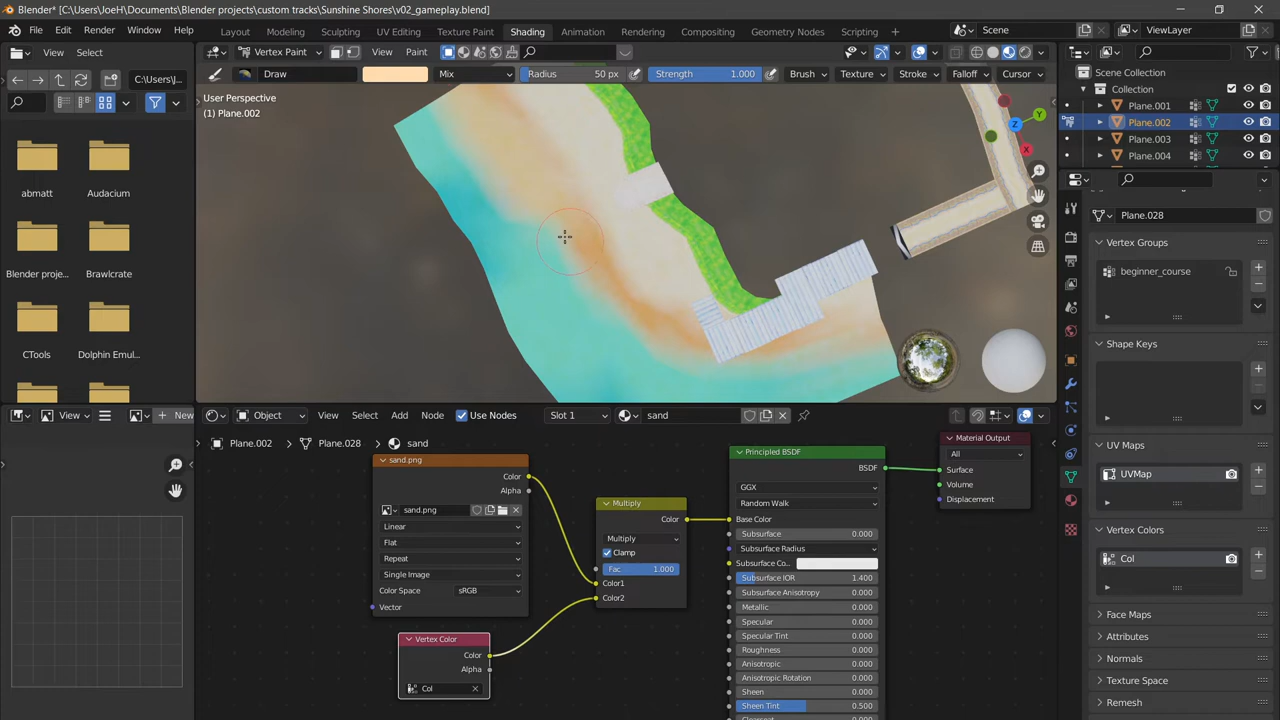 Blender* [C:\Users\JoeH\Documents\Blender projects\custom tracks\Sunshine Shores\v02_gameplay.blend]
File Edit Render Window Help Layout Modeling Sculpting UV Editing Texture Paint Shading Animation Rendering Compositing Geometry Nodes Scripting Scene ViewLayer
View Select Vertex Paint View Paint
Draw Mix Radius 50 px Strength 1.000 Brush Texture Stroke Falloff Cursor
C:\Users\J...
User Perspective
(1) Plane.002
Z
Y
X
abmatt Audacium
Blender proje... Brawlcrate
CTools Dolphin Emul...
Scene Collection
Collection
Plane.001
Plane.002
Plane.003
Plane.004
Plane.028
Vertex Groups
beginner_course
Shape Keys
UV Maps
UVMap
Vertex Colors
Col
Face Maps
Attributes
Normals
Texture Space
Remesh
View New Object View Select Add Node Use Nodes Slot 1 sand
Plane.002 Plane.028 sand
sand.png
Color
Alpha
sand.png
Linear
Flat
Repeat
Single Image
Color Space sRGB
Vector
Vertex Color
Color
Alpha
Col
Multiply
Color
Multiply
Clamp
Fac 1.000
Color1
Color2
Principled BSDF
BSDF
GGX
Random Walk
Base Color
Subsurface 0.000
Subsurface Radius
Subsurface Co...
Subsurface IOR 1.400
Subsurface Anisotropy 0.000
Metallic 0.000
Specular 0.000
Specular Tint 0.000
Roughness 0.000
Anisotropic 0.000
Anisotropic Rotation 0.000
Sheen 0.000
Sheen Tint 0.500
Material Output
All
Surface
Volume
Displacement